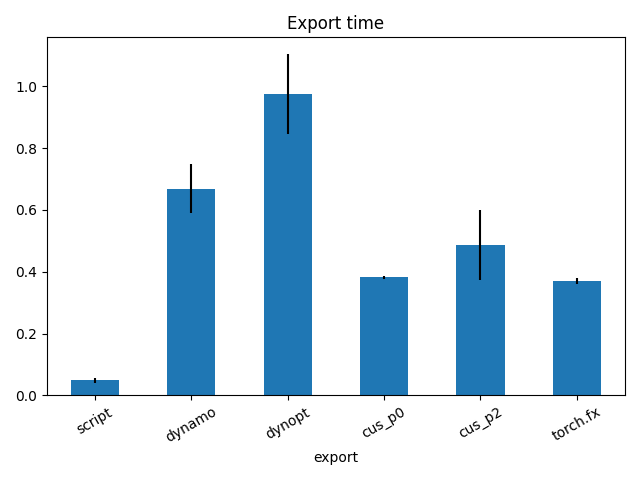 Export time
1.0
0.8
0.6
0.4
0.2
0.0
script
dynamo
dynopt
cus_p0
cus_p2
torch.fx
export